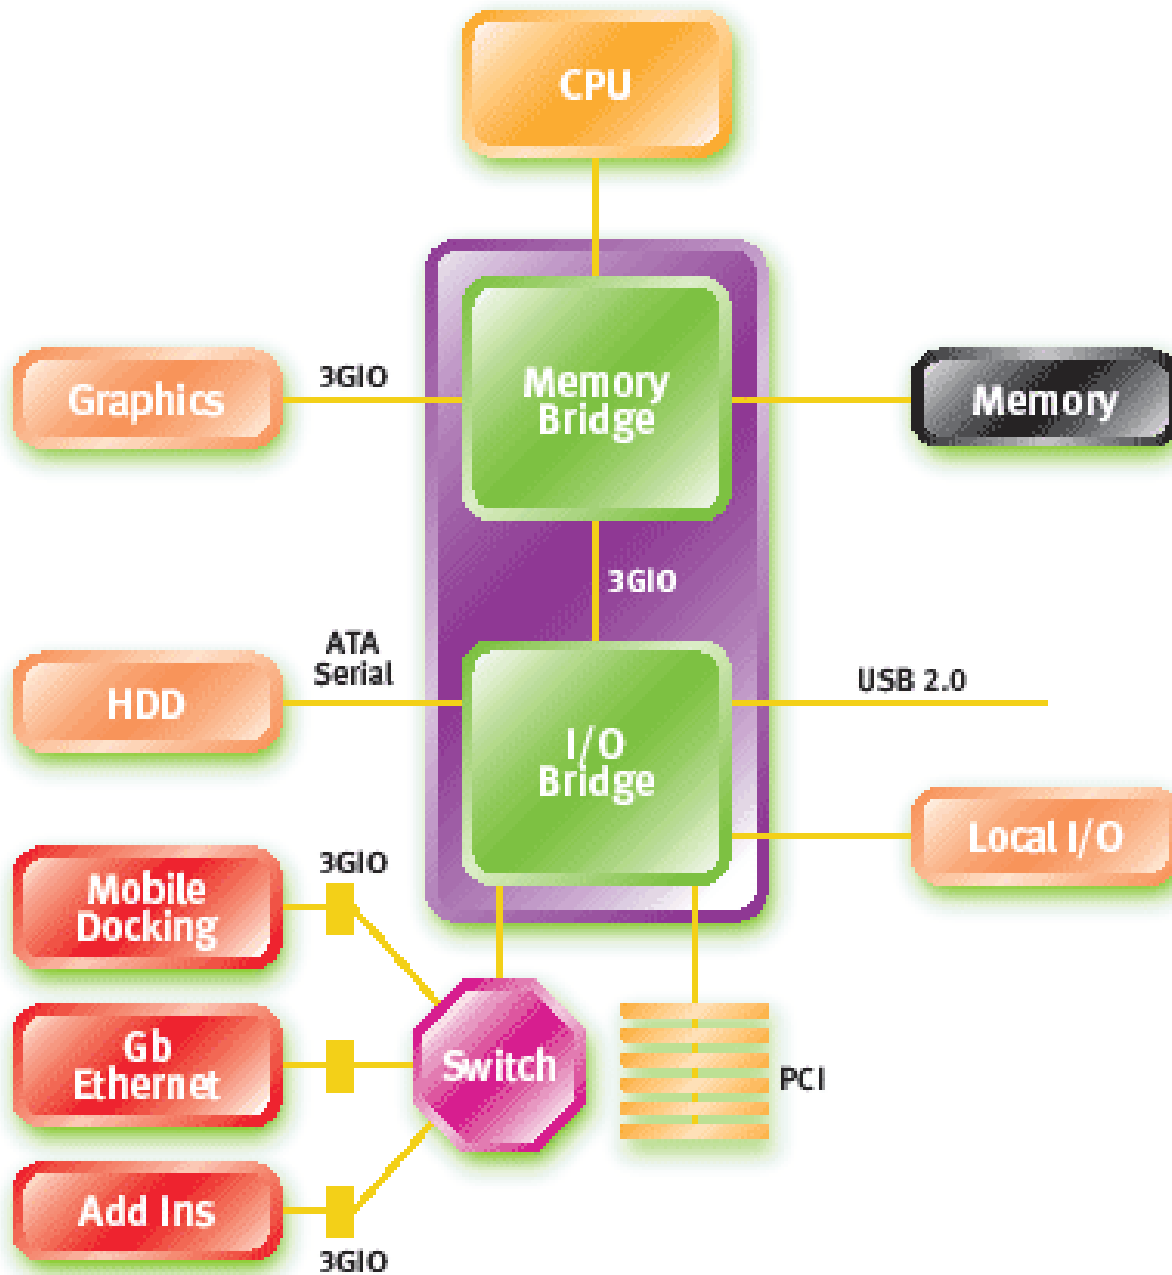 CPU
3GIO
Graphics
Memory
Bridge
Memory
3GIO
ATA
Serial
USB 2.0
HDD
I/O
Bridge
Local I/O
3GIO
Mobile
Docking
Gb
Ethernet
Switch
PCI
Add Ins
3GIO